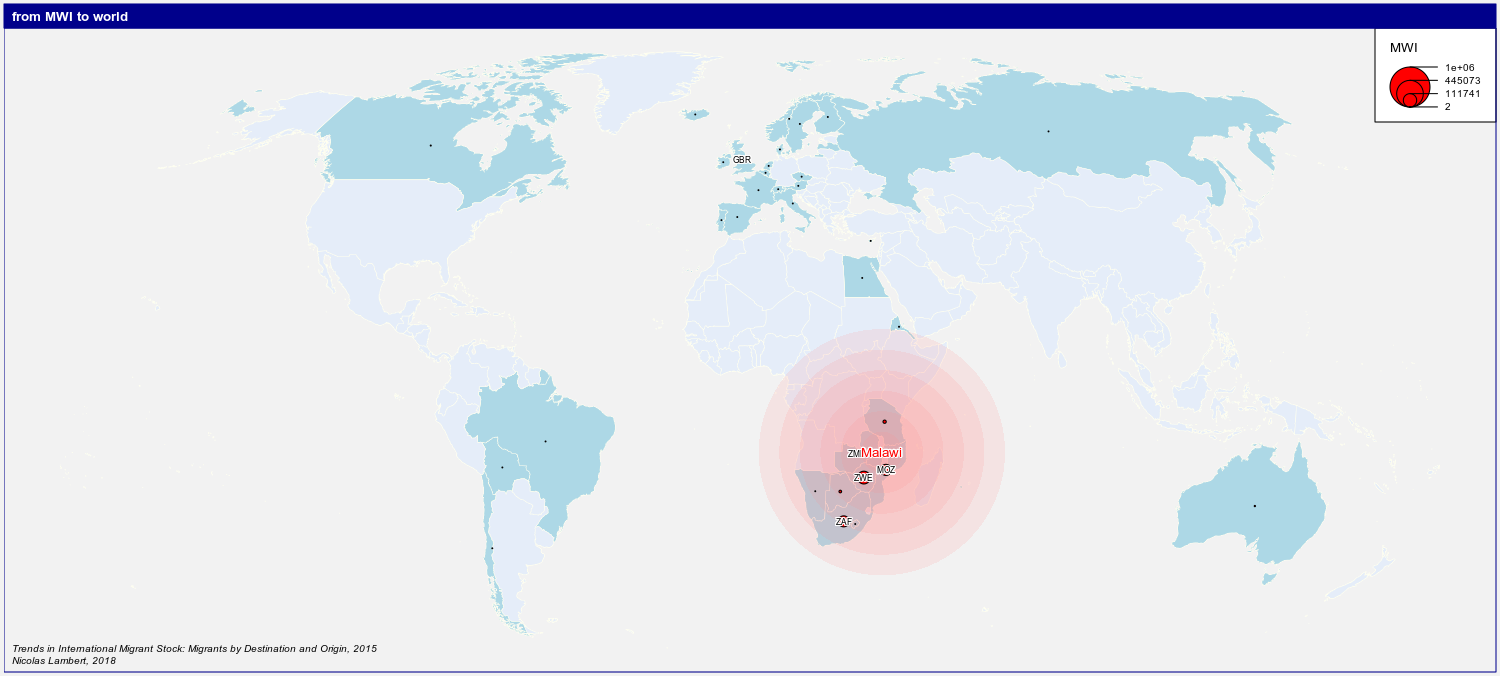 from MWI to world
MWI
1e+06
445073
111741
2
GBR
ZM
Malawi
MOZ
ZWE
ZAF
Trends in International Migrant Stock: Migrants by Destination and Origin, 2015
Nicolas Lambert, 2018